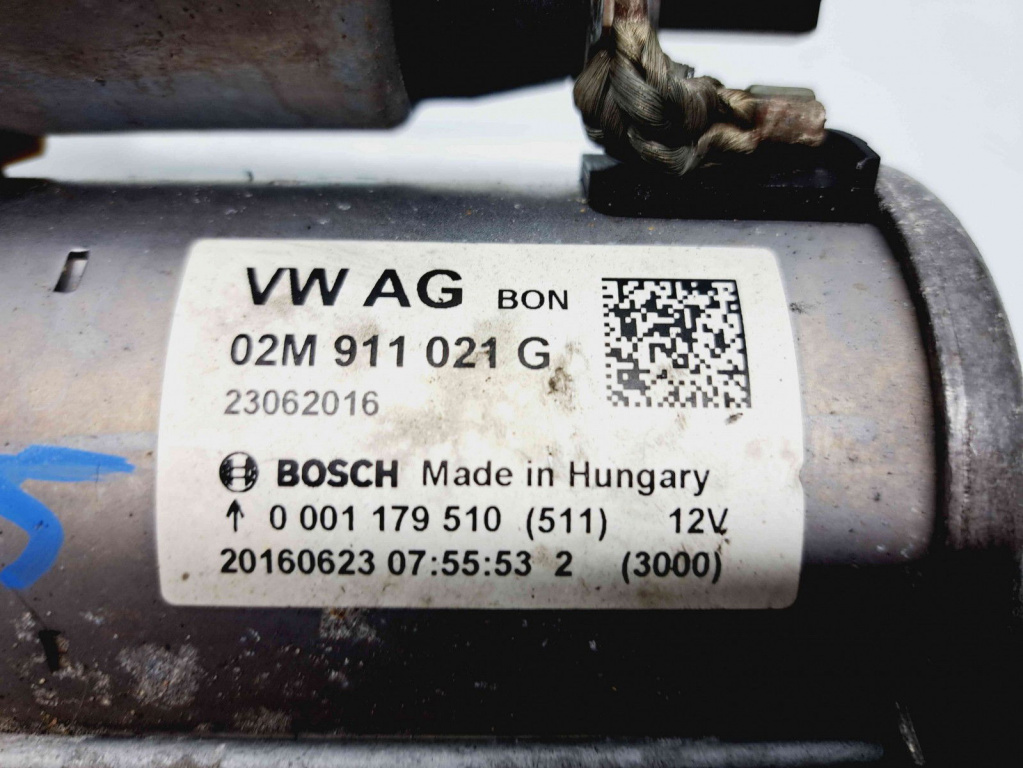 VW AG BON
02M 911 021 G
23062016
BOSCH Made in Hungary
↑ 0 001 179 510 (511) 12V
20160623 07:55:53 2 (3000)